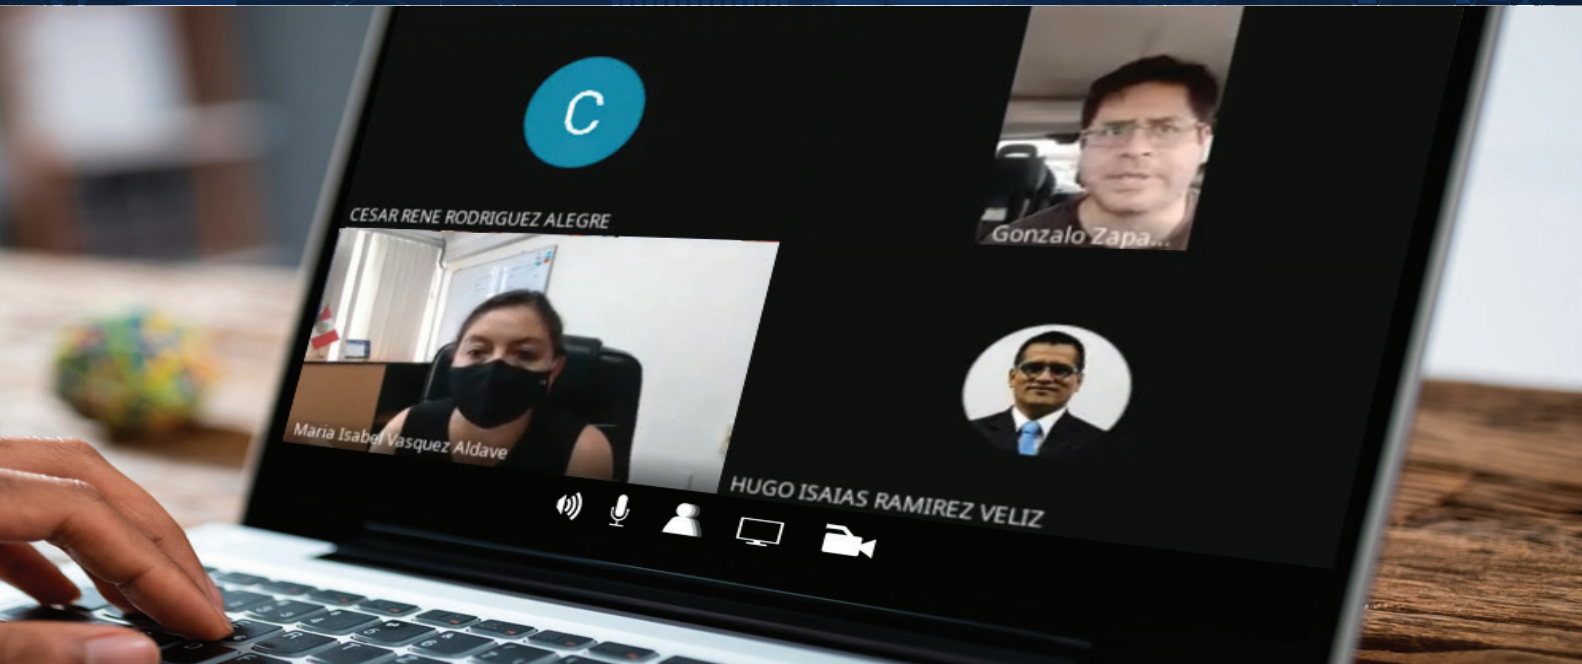 C
CESAR RENE RODRIGUEZ ALEGRE
Gonzalo Zapa...
Maria Isabel Vasquez Aldave
HUGO ISAIAS RAMIREZ VELIZ